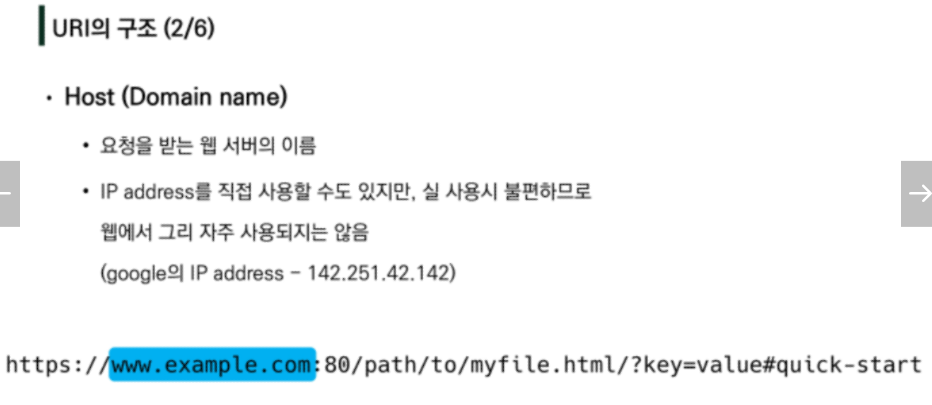 URI의 구조 (2/6)
• Host (Domain name)
• 요청을 받는 웹 서버의 이름
• IP address를 직접 사용할 수도 있지만, 실 사용시 불편하므로
웹에서 그리 자주 사용되지는 않음
(google의 IP address - 142.251.42.142)
https://www.example.com:80/path/to/myfile.html/?key=value#quick-start